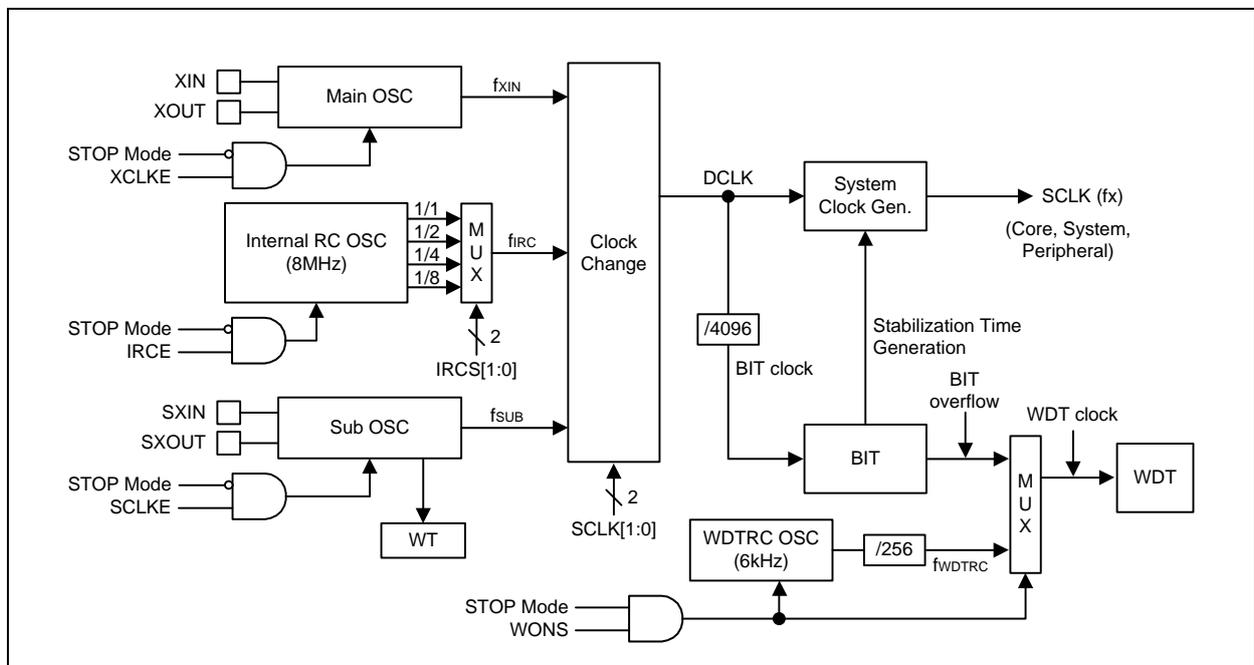 XIN
XOUT
Main OSC
fXIN
STOP Mode
XCLKE
Internal RC OSC
(8MHz)
1/1
1/2
1/4
1/8
MUX
fIRC
STOP Mode
IRCE
2
IRCS[1:0]
SXIN
SXOUT
Sub OSC
fSUB
STOP Mode
SCLKE
WT
Clock
Change
2
SCLK[1:0]
DCLK
System
Clock Gen.
SCLK (fx)
(Core, System,
Peripheral)
/4096
BIT clock
Stabilization Time
Generation
BIT
BIT
overflow
WDT clock
MUX
WDT
WDTRC OSC
(6kHz)
/256
fWDTRC
STOP Mode
WONS